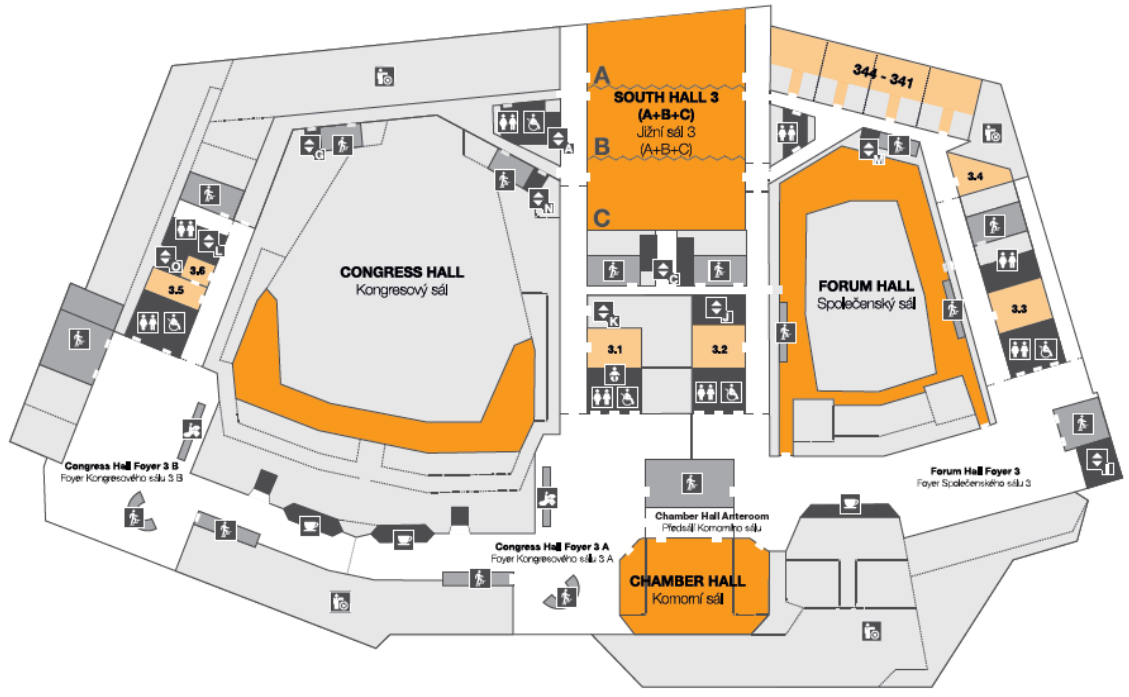 344 - 341
A
SOUTH HALL 3
(A+B+C)
Jižní sál 3
(A+B+C)
B
C
A
G
N
M
3.4
L
O
3.6
3.5
CONGRESS HALL
Kongresový sál
C
FORUM HALL
Společenský sál
K
J
3.1
3.2
3.3
Congress Hall Foyer 3 B
Foyer Kongresového sálu 3 B
Forum Hall Foyer 3
Foyer Společenského sálu 3
Chamber Hall Anteroom
Předsálí Komorního sálu
Congress Hall Foyer 3 A
Foyer Kongresového sálu 3 A
CHAMBER HALL
Komorní sál